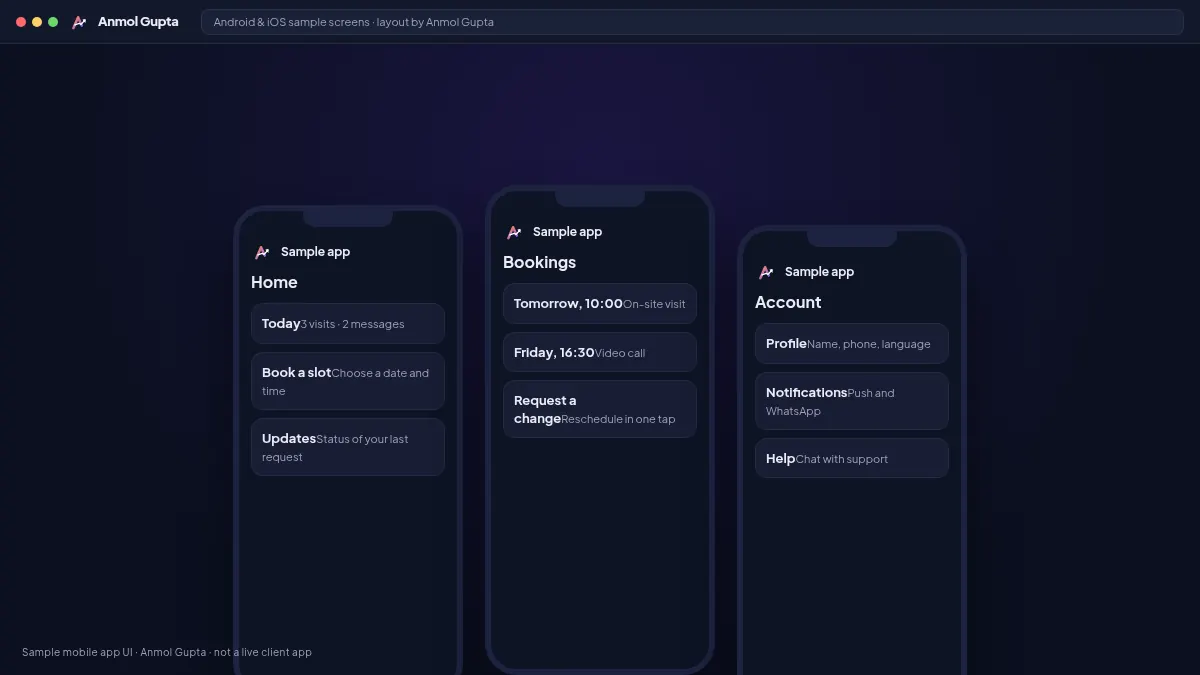 Anmol Gupta
Android & iOS sample screens · layout by Anmol Gupta
Sample app
Home
Today3 visits · 2 messages
Book a slotChoose a date and
time
UpdatesStatus of your last
request
Sample app
Bookings
Tomorrow, 10:00On-site visit
Friday, 16:30Video call
Request a
changeReschedule in one tap
Sample app
Account
ProfileName, phone, language
NotificationsPush and
WhatsApp
HelpChat with support
Sample mobile app UI · Anmol Gupta · not a live client app